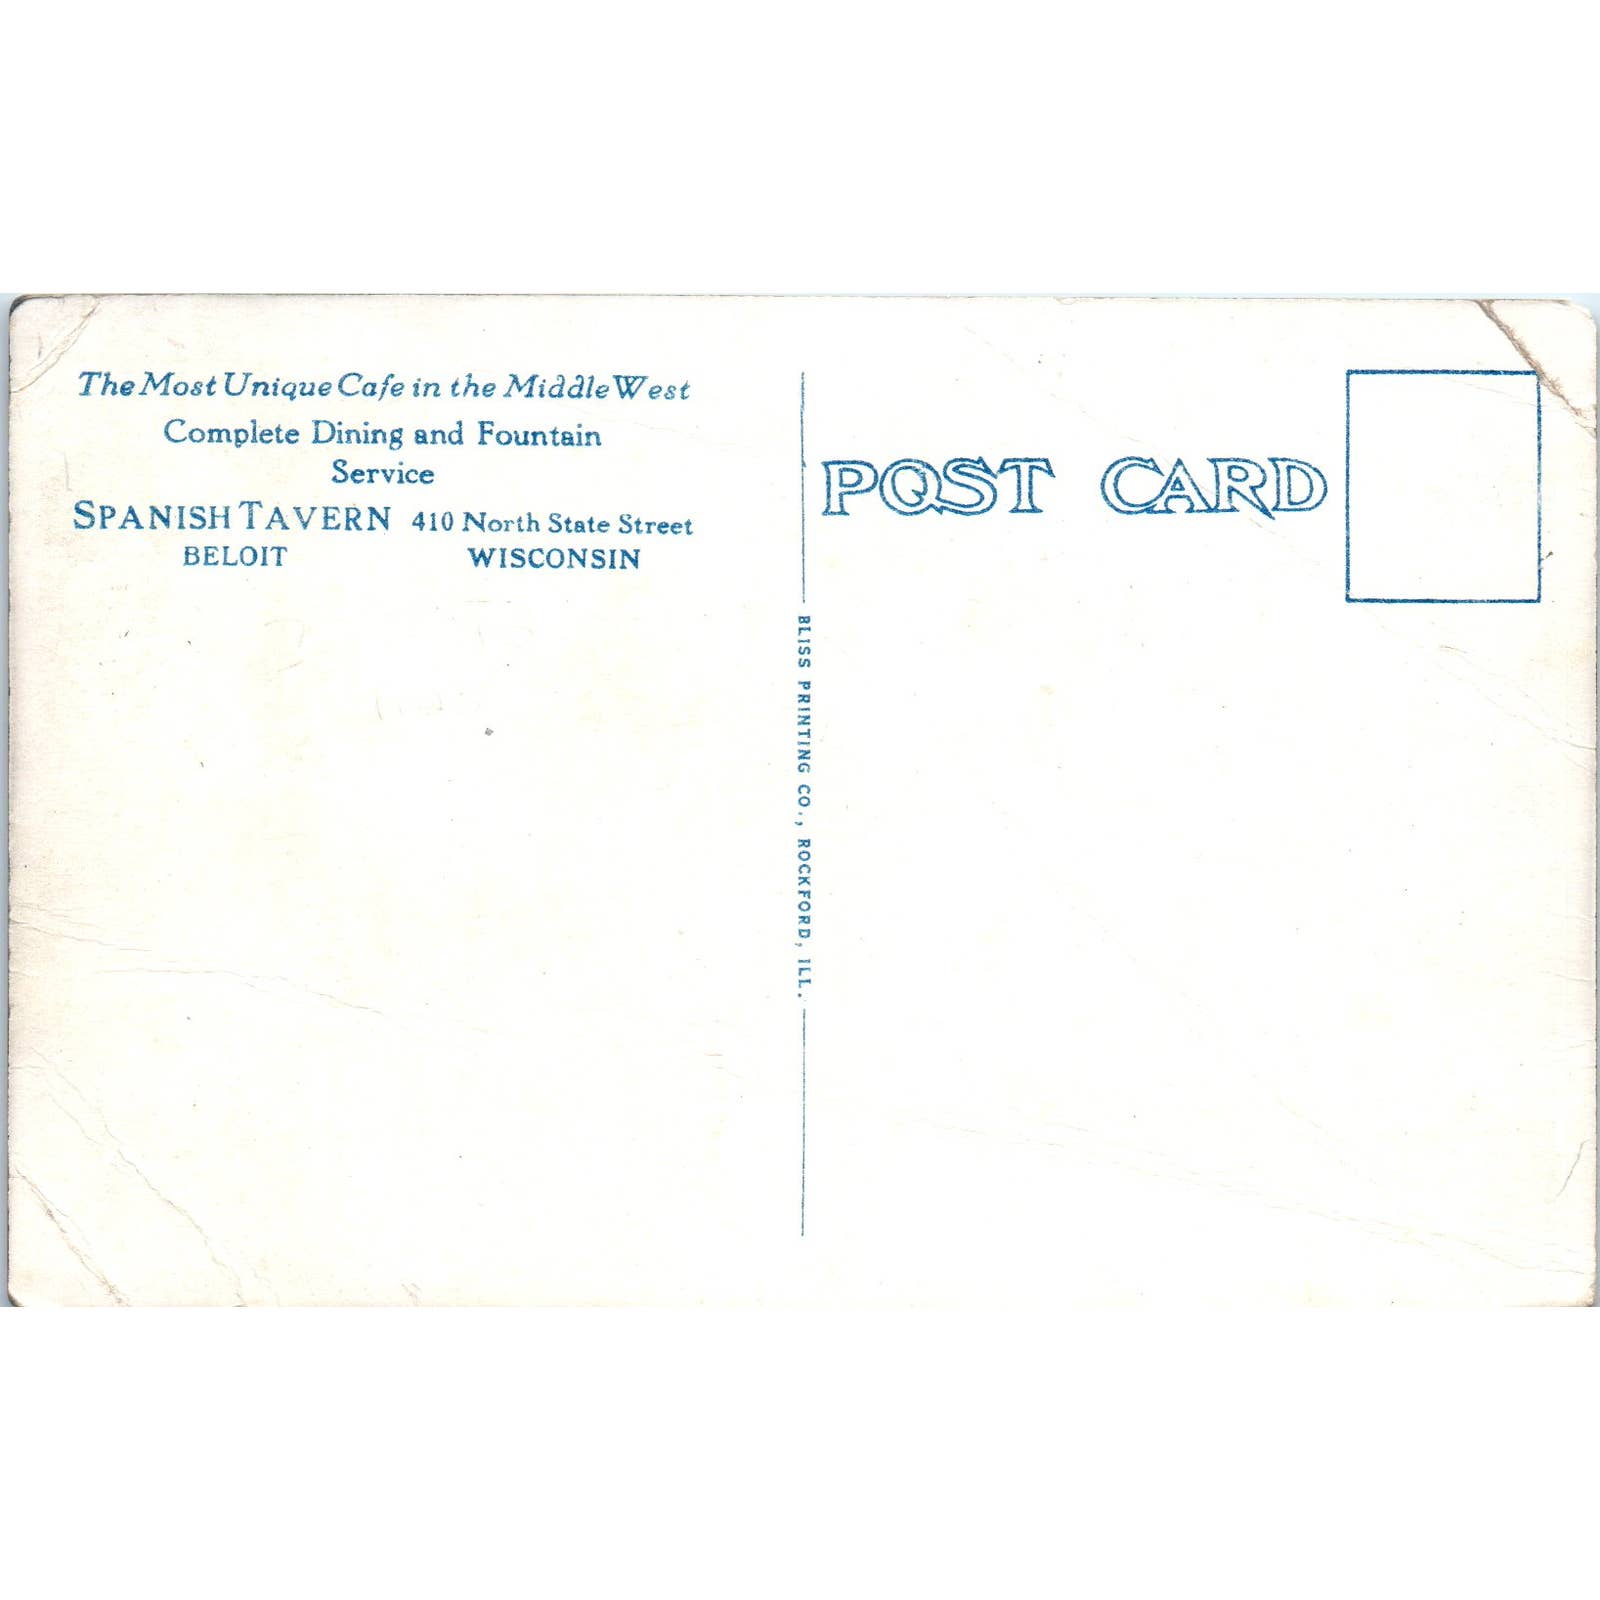 The Most Unique Cafe in the Middle West
Complete Dining and Fountain
Service
SPANISH TAVERN 410 North State Street
BELOIT WISCONSIN
POST CARD
BLISS PRINTING CO., ROCKFORD, ILL.